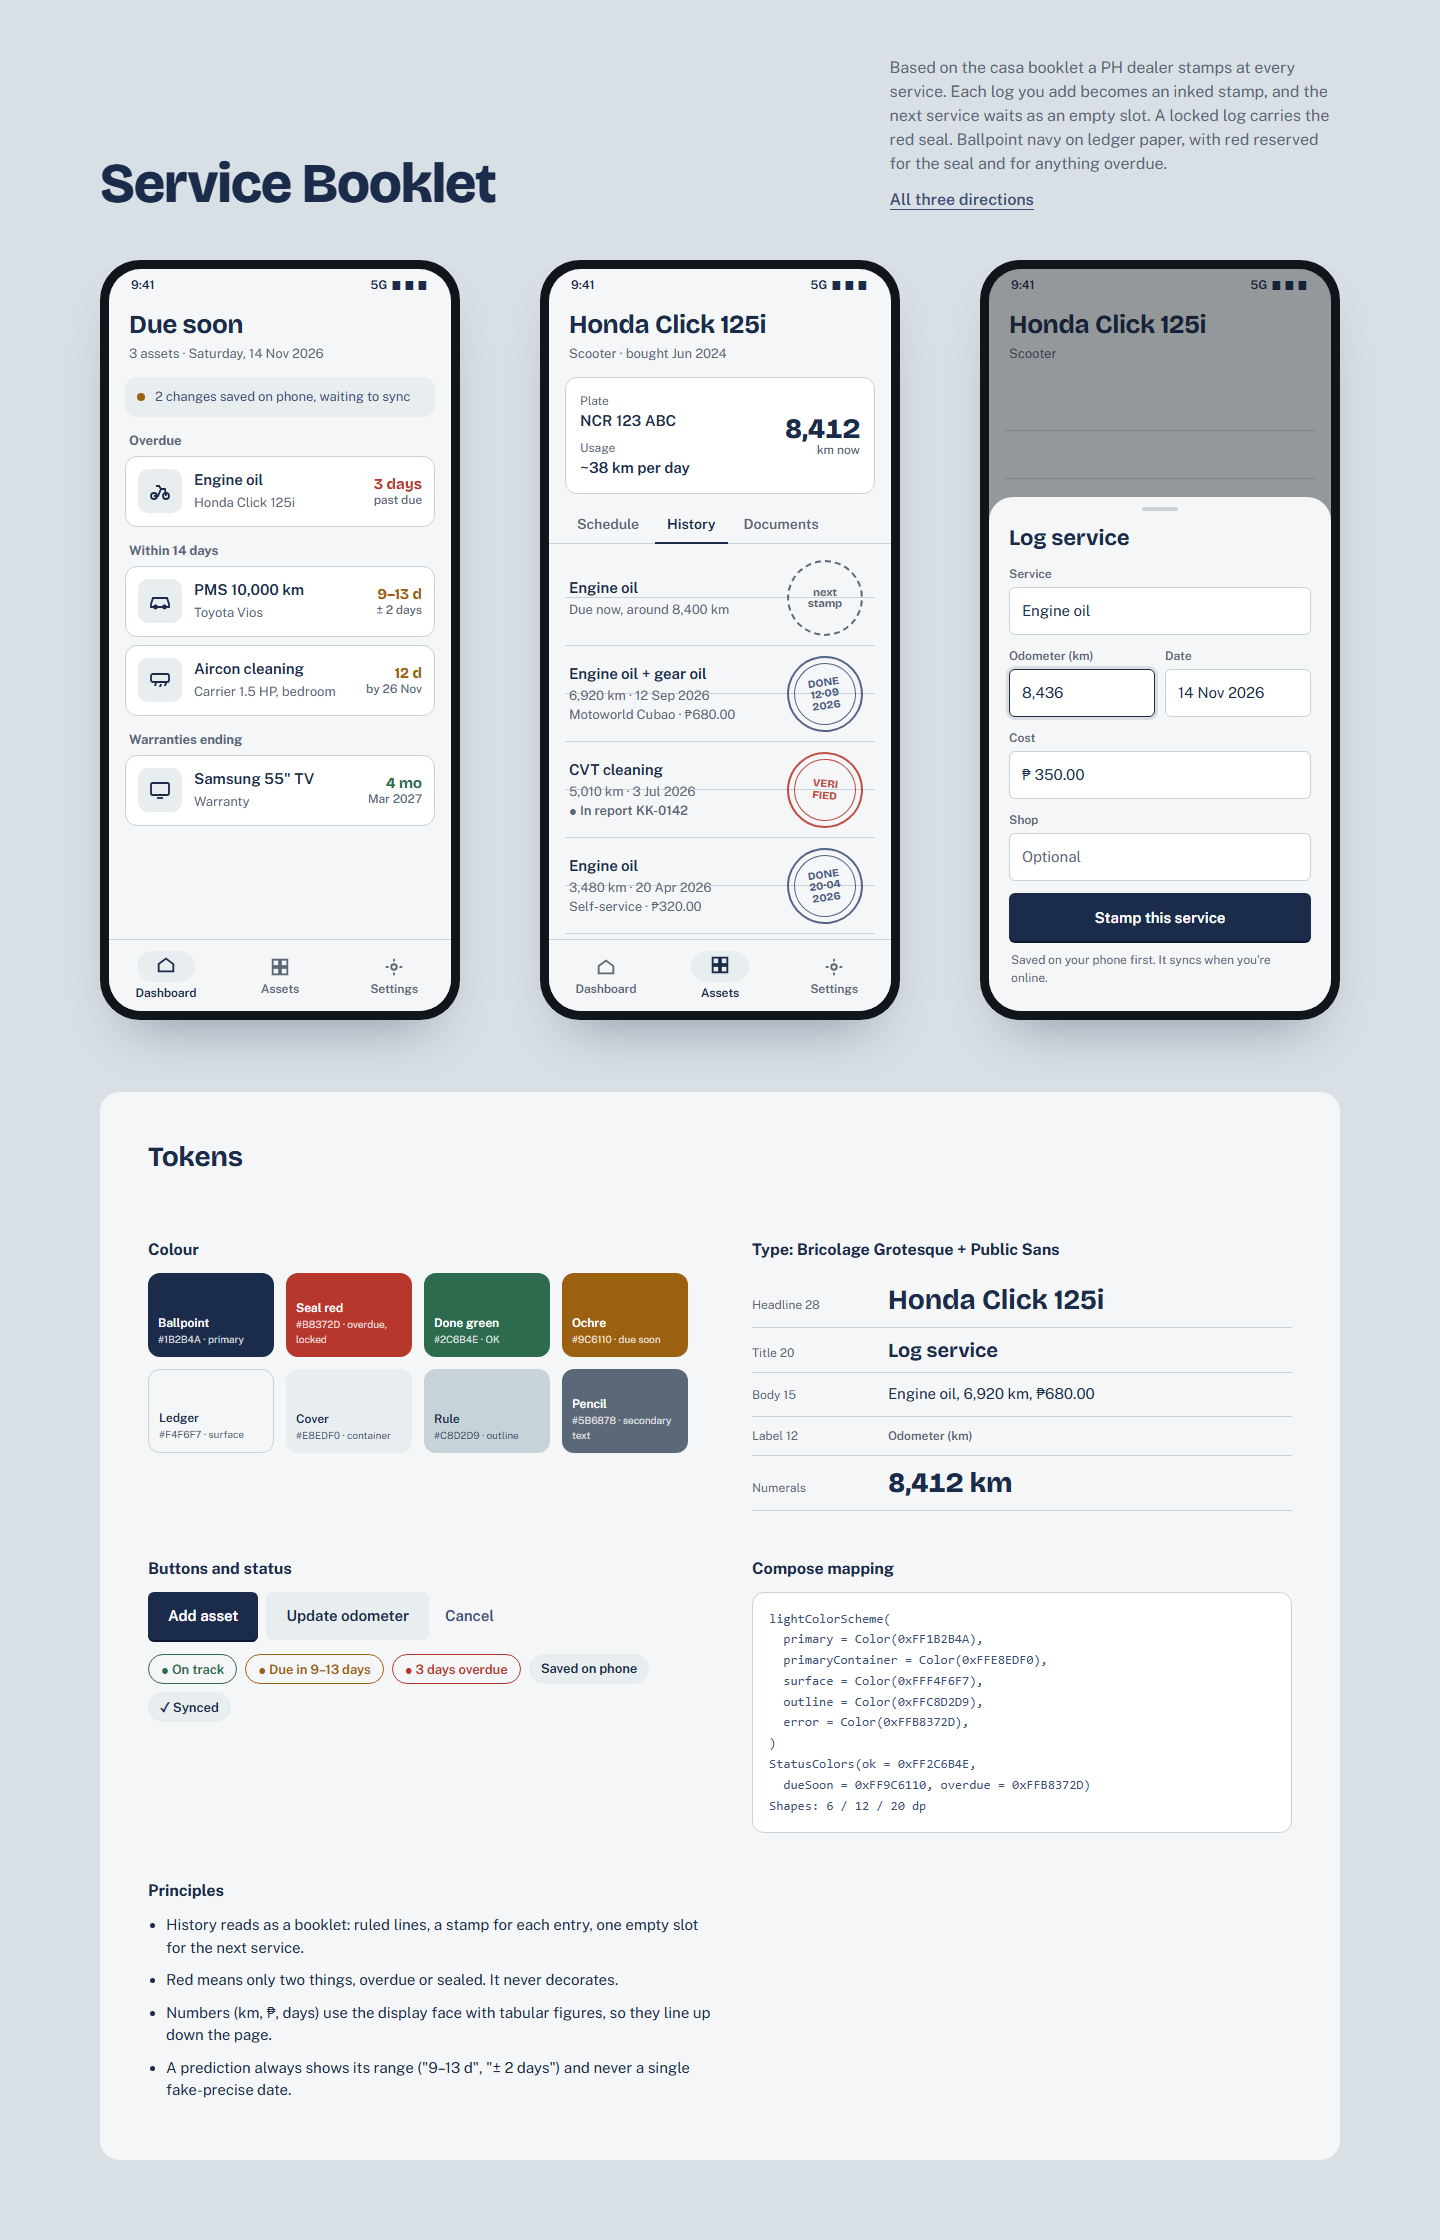 Based on the casa booklet a PH dealer stamps at every
service. Each log you add becomes an inked stamp, and the
next service waits as an empty slot. A locked log carries the
red seal. Ballpoint navy on ledger paper, with red reserved
for the seal and for anything overdue.
Service Booklet
All three directions
9:41
5G
Due soon
3 assets · Saturday, 14 Nov 2026
2 changes saved on phone, waiting to sync
Overdue
Engine oil
3 days
Honda Click 125i
past due
Within 14 days
PMS 10,000 km
9–13 d
Toyota Vios
± 2 days
Aircon cleaning
12 d
Carrier 1.5 HP, bedroom
by 26 Nov
Warranties ending
Samsung 55" TV
4 mo
Warranty
Mar 2027
Dashboard
Assets
Settings
9:41
5G
Honda Click 125i
Scooter · bought Jun 2024
Plate
NCR 123 ABC
8,412
Usage
km now
~38 km per day
Schedule
History
Documents
Engine oil
Due now, around 8,400 km
next
stamp
Engine oil + gear oil
6,920 km · 12 Sep 2026
Motoworld Cubao · ₱680.00
DONE
12·09
2026
CVT cleaning
5,010 km · 3 Jul 2026
● In report KK-0142
VERI
FIED
Engine oil
3,480 km · 20 Apr 2026
Self-service · ₱320.00
DONE
20·04
2026
Dashboard
Assets
Settings
9:41
5G
Honda Click 125i
Scooter
Log service
Service
Engine oil
Odometer (km)
Date
8,436
14 Nov 2026
Cost
₱ 350.00
Shop
Optional
Stamp this service
Saved on your phone first. It syncs when you're
online.
Tokens
Colour
Ballpoint
#1B2B4A · primary
Seal red
#B8372D · overdue,
locked
Done green
#2C6B4E · OK
Ochre
#9C6110 · due soon
Ledger
#F4F6F7 · surface
Cover
#E8EDF0 · container
Rule
#C8D2D9 · outline
Pencil
#5B6878 · secondary
text
Type: Bricolage Grotesque + Public Sans
Headline 28
Honda Click 125i
Title 20
Log service
Body 15
Engine oil, 6,920 km, ₱680.00
Label 12
Odometer (km)
Numerals
8,412 km
Buttons and status
Add asset
Update odometer
Cancel
● On track
● Due in 9–13 days
● 3 days overdue
Saved on phone
✓ Synced
Compose mapping
lightColorScheme(
primary = Color(0xFF1B2B4A),
primaryContainer = Color(0xFFE8EDF0),
surface = Color(0xFFF4F6F7),
outline = Color(0xFFC8D2D9),
error = Color(0xFFB8372D),
)
StatusColors(ok = 0xFF2C6B4E,
dueSoon = 0xFF9C6110, overdue = 0xFFB8372D)
Shapes: 6 / 12 / 20 dp
Principles
• History reads as a booklet: ruled lines, a stamp for each entry, one empty slot
for the next service.
• Red means only two things, overdue or sealed. It never decorates.
• Numbers (km, ₱, days) use the display face with tabular figures, so they line up
down the page.
• A prediction always shows its range ("9–13 d", "± 2 days") and never a single
fake-precise date.